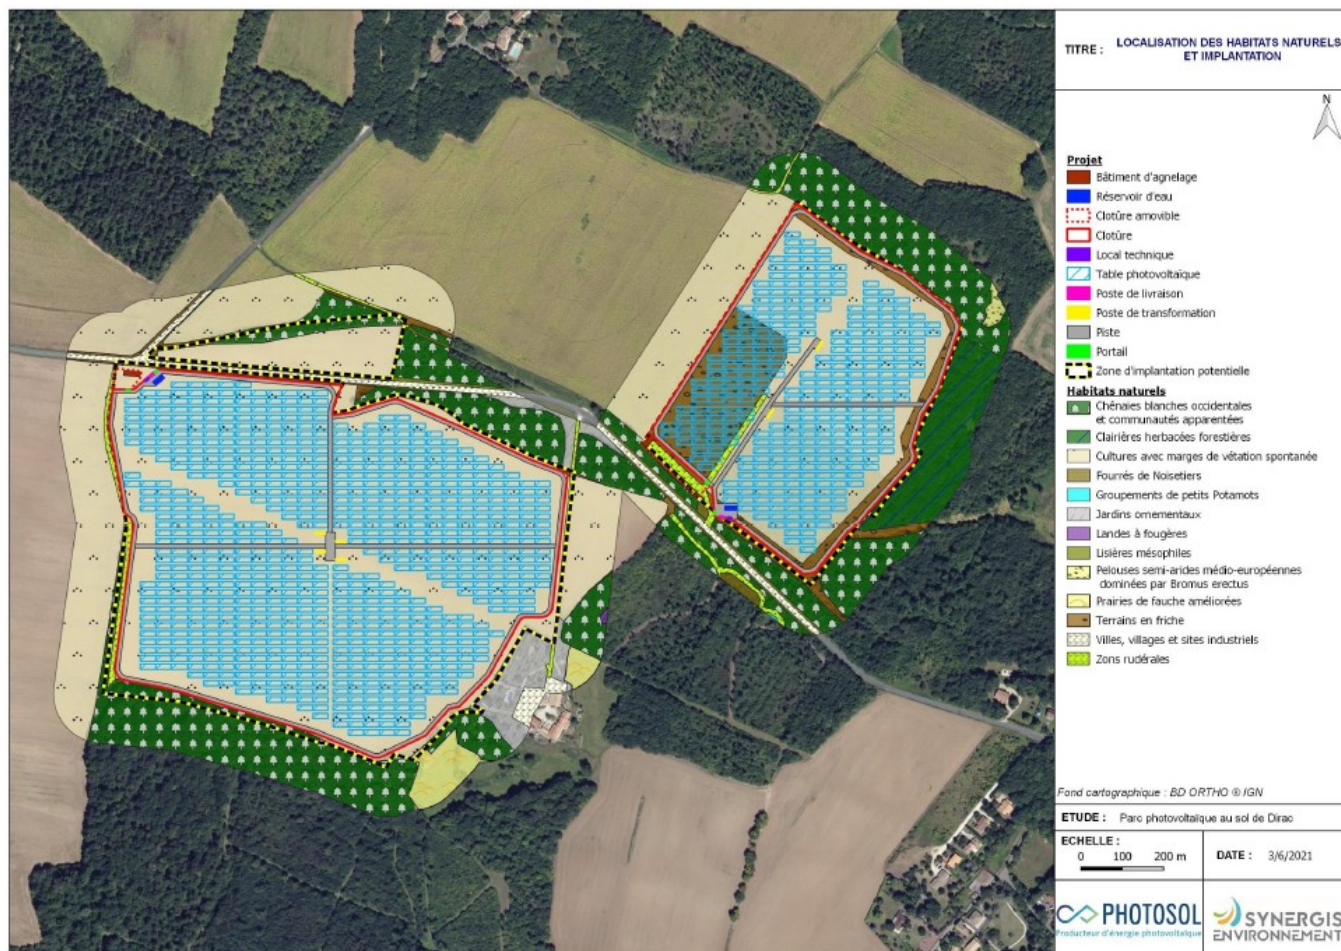 TITRE : LOCALISATION DES HABITATS NATURELS
ET IMPLANTATION
N
Projet
Bâtiment d'agnelage
Réservoir d'eau
Clotûre amovible
Clotûre
Local technique
Table photovoltaïque
Poste de livraison
Poste de transformation
Piste
Portail
Zone d'implantation potentielle
Habitats naturels
Chênaies blanches occidentales
et communautés apparentées
Clairières herbacées forestières
Cultures avec marges de vétation spontanée
Fourrés de Noisetiers
Groupements de petits Potamots
Jardins ornementaux
Landes à fougères
Lisières mésophiles
Pelouses semi-arides médio-européennes
dominées par Bromus erectus
Prairies de fauche améliorées
Terrains en friche
Villes, villages et sites industriels
Zons rudérales
Fond cartographique : BD ORTHO ® IGN
ETUDE : Parc photovoltaïque au sol de Dirac
ECHELLE :
0 100 200 m
DATE : 3/6/2021
PHOTOSOL
Producteur d'énergie photovoltaïque
SYNERGIS
ENVIRONNEMENT